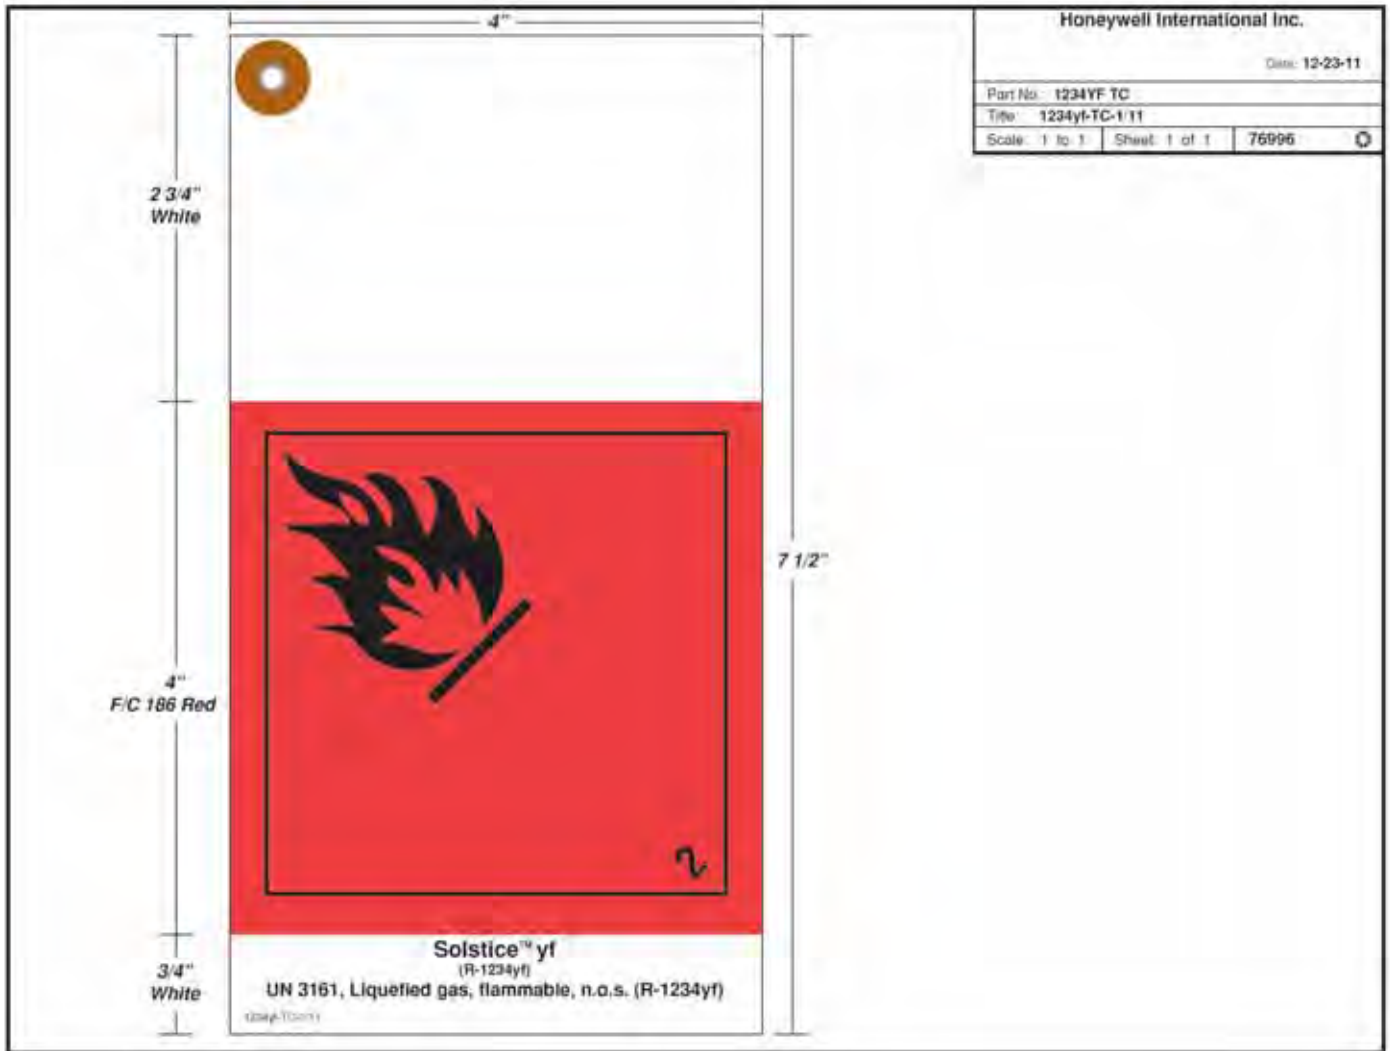 4"
Honeywell International Inc.
Date: 12-23-11
Part No. 1234YF TC
Title 1234yf-TC-1/11
Scale: 1 to 1 Sheet: 1 of 1 76996
2 3/4"
White
7 1/2"
4"
F/C 186 Red
2
3/4"
White
Solstice™ yf
(R-1234yf)
UN 3161, Liquefied gas, flammable, n.o.s. (R-1234yf)